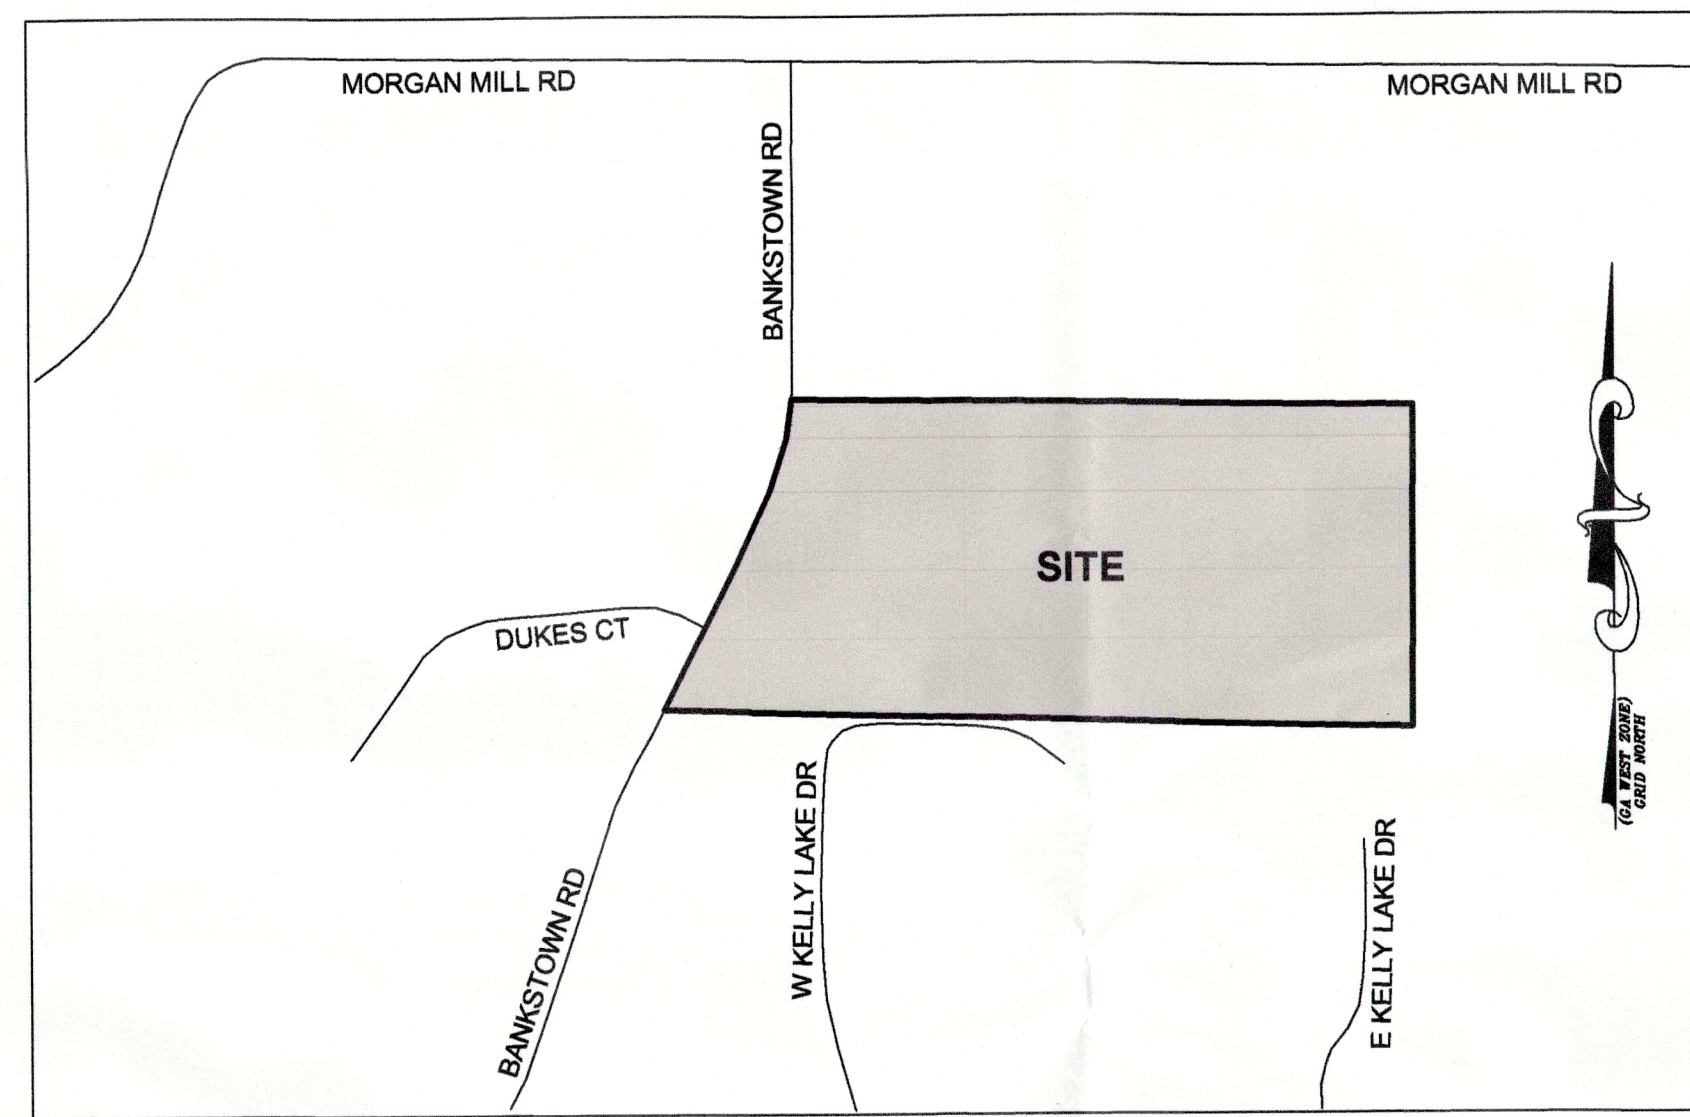 MORGAN MILL RD
MORGAN MILL RD
BANKSTOWN RD
SITE
DUKES CT
(GA WEST ZONE)
GRID NORTH
W KELLY LAKE DR
E KELLY LAKE DR
BANKSTOWN RD